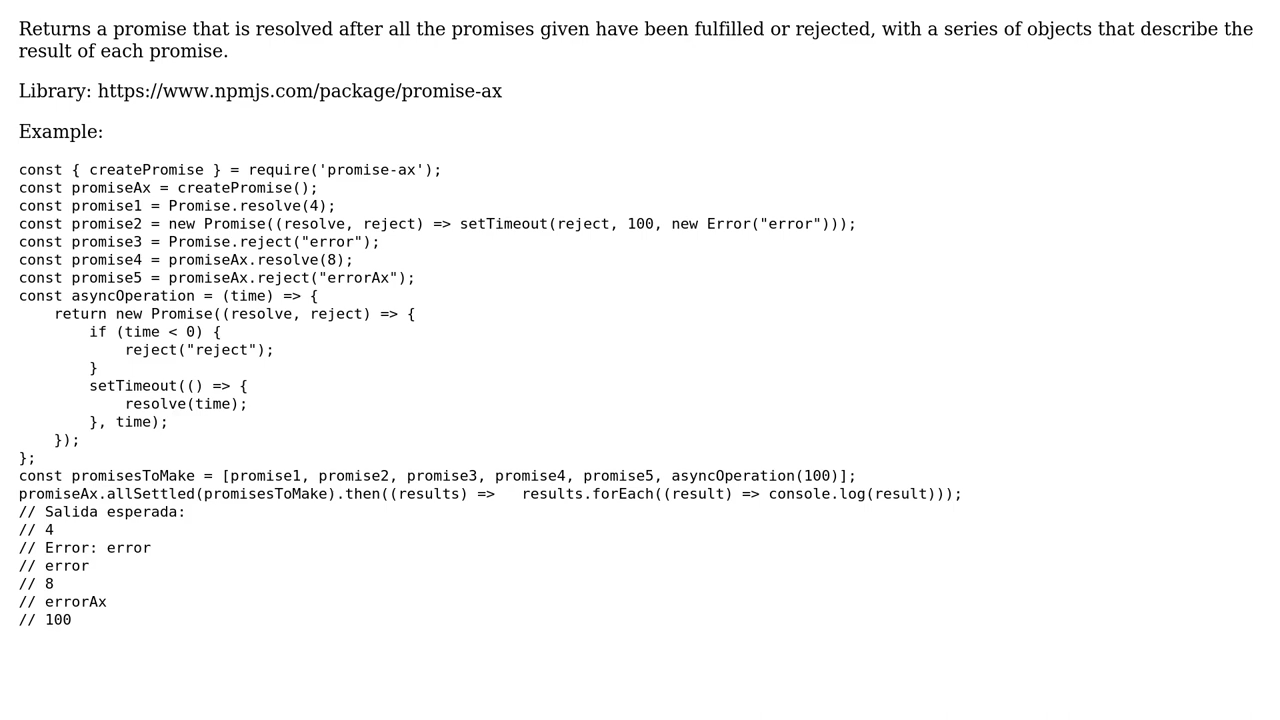 Returns a promise that is resolved after all the promises given have been fulfilled or rejected, with a series of objects that describe the
result of each promise.
Library: https://www.npmjs.com/package/promise-ax
Example:
const { createPromise } = require('promise-ax');
const promiseAx = createPromise();
const promise1 = Promise.resolve(4);
const promise2 = new Promise((resolve, reject) => setTimeout(reject, 100, new Error("error")));
const promise3 = Promise.reject("error");
const promise4 = promiseAx.resolve(8);
const promise5 = promiseAx.reject("errorAx");
const asyncOperation = (time) => {
    return new Promise((resolve, reject) => {
        if (time < 0) {
            reject("reject");
        }
        setTimeout(() => {
            resolve(time);
        }, time);
    });
};
const promisesToMake = [promise1, promise2, promise3, promise4, promise5, asyncOperation(100)];
promiseAx.allSettled(promisesToMake).then((results) =>   results.forEach((result) => console.log(result)));
// Salida esperada:
// 4
// Error: error
// error
// 8
// errorAx
// 100